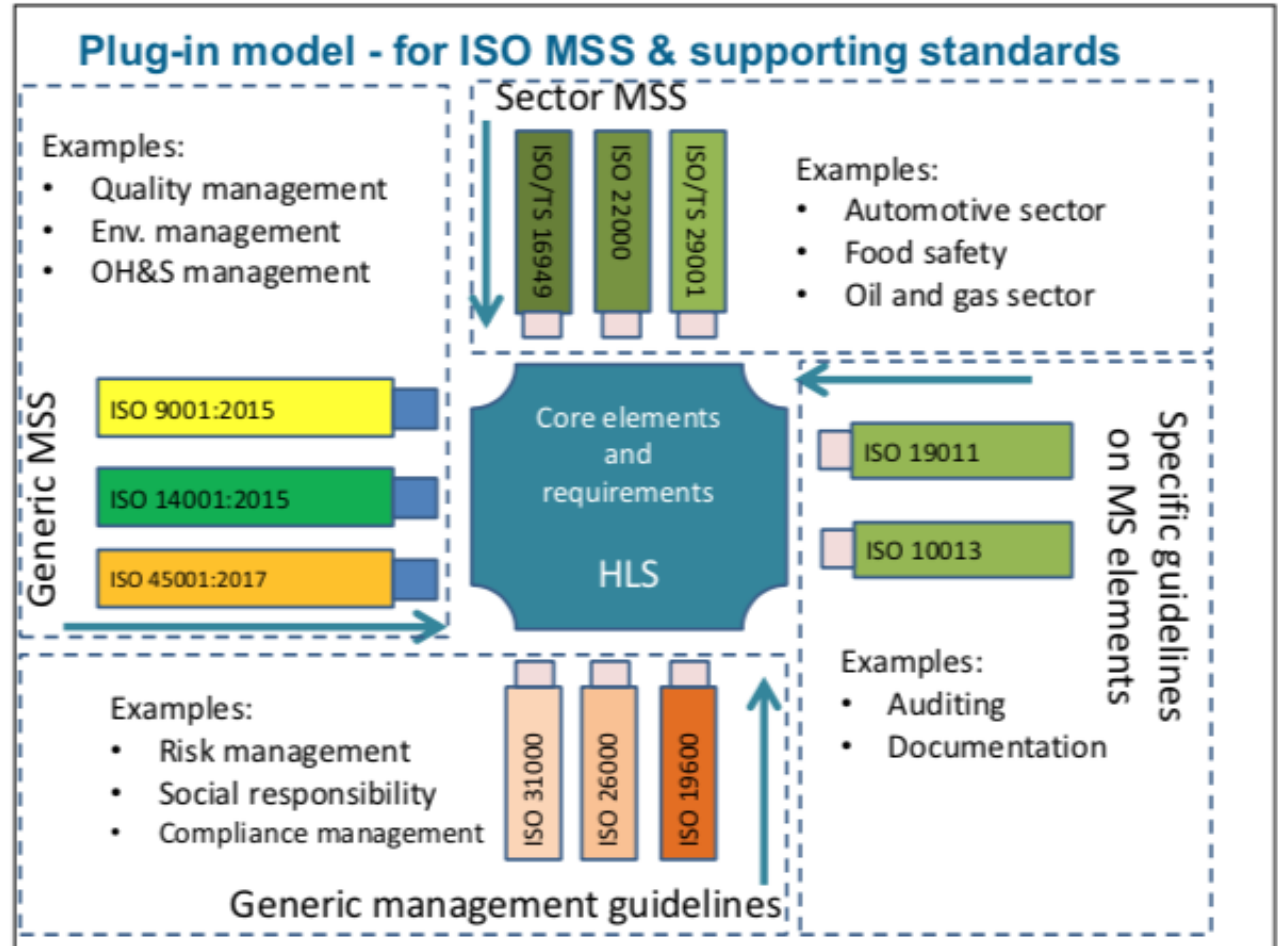 Plug-in model - for ISO MSS & supporting standards
Examples:
• Quality management
• Env. management
• OH&S management
ISO 9001:2015
ISO 14001:2015
ISO 45001:2017
Generic MSS
Sector MSS
ISO/TS 16949
ISO 22000
ISO/TS 29001
Examples:
• Automotive sector
• Food safety
• Oil and gas sector
Core elements
and
requirements
HLS
ISO 19011
ISO 10013
Specific guidelines
on MS elements
Examples:
• Auditing
• Documentation
Examples:
• Risk management
• Social responsibility
• Compliance management
ISO 31000
ISO 26000
ISO 19600
Generic management guidelines